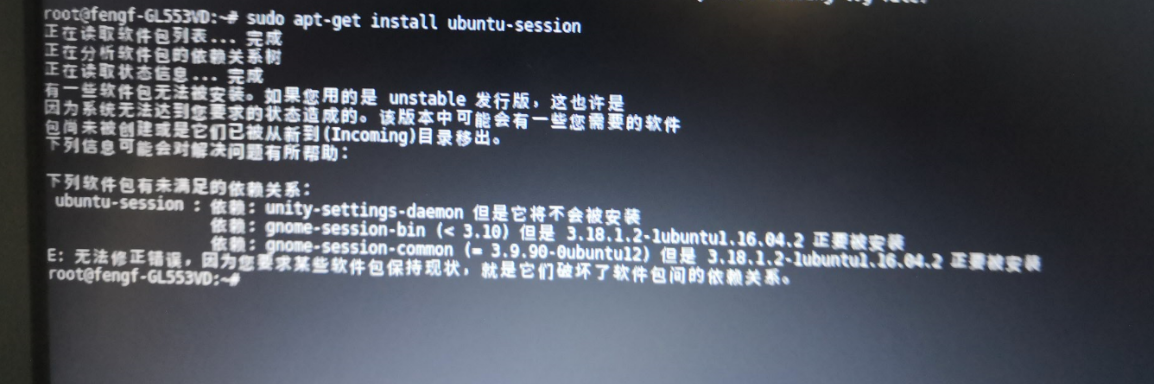 root@fengf-GL553VD:~# sudo apt-get install ubuntu-session
正在读取软件包列表... 完成
正在分析软件包的依赖关系树
正在读取状态信息... 完成
有一些软件包无法被安装。如果您用的是 unstable 发行版，这也许是
因为系统无法达到您要求的状态造成的。该版本中可能会有一些您需要的软件
包尚未被创建或是它们已被从新到(Incoming)目录移出。
下列信息可能会对解决问题有所帮助：
下列软件包有未满足的依赖关系：
ubuntu-session : 依赖: unity-settings-daemon 但是它将不会被安装
依赖: gnome-session-bin (< 3.10) 但是 3.18.1.2-1ubuntu1.16.04.2 正要被安装
依赖: gnome-session-common (= 3.9.90-0ubuntu12) 但是 3.18.1.2-1ubuntu1.16.04.2 正要被安装
E: 无法修正错误，因为您要求某些软件包保持现状，就是它们破坏了软件包间的依赖关系。
root@fengf-GL553VD:~#